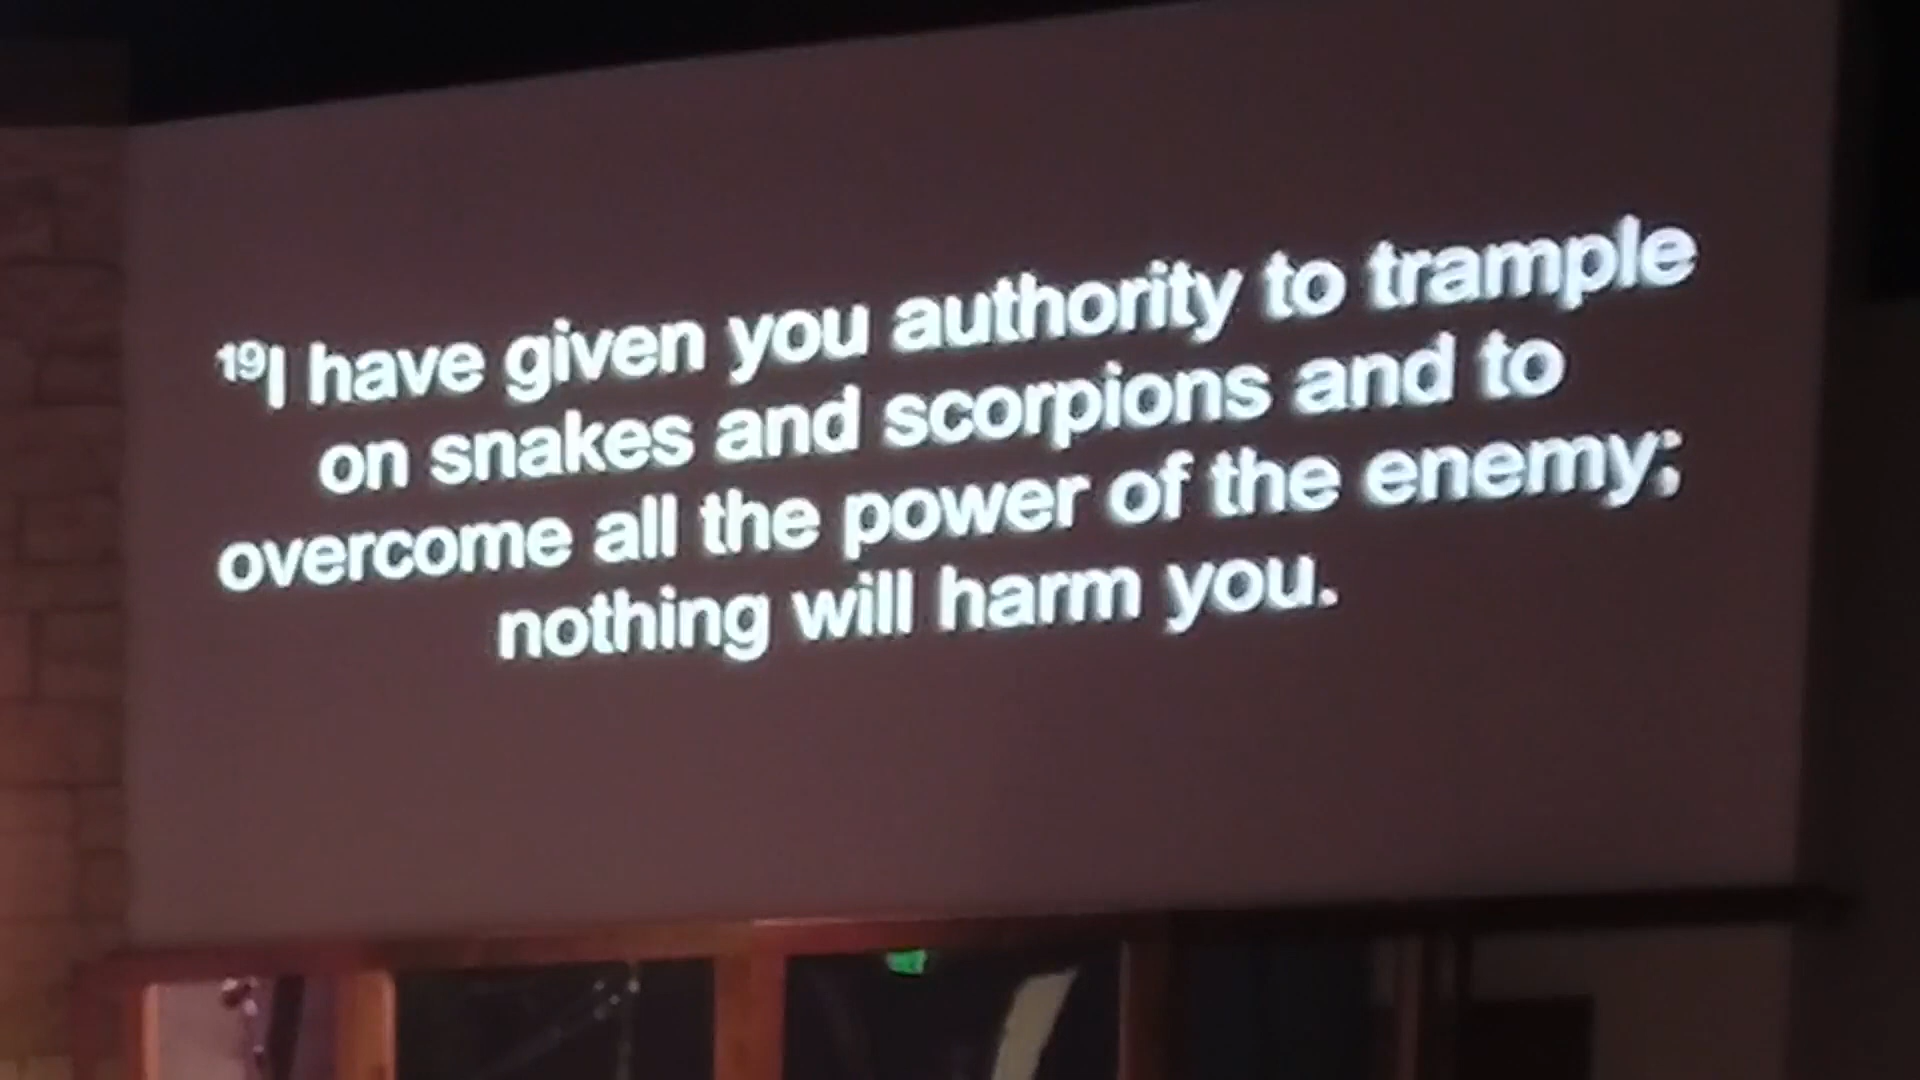 ¹⁹I have given you authority to trample
on snakes and scorpions and to
overcome all the power of the enemy;
nothing will harm you.